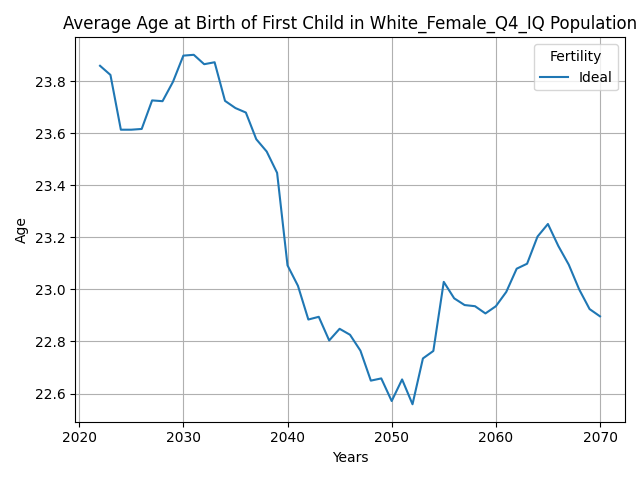 Average Age at Birth of First Child in White_Female_Q4_IQ Population
Fertility
Ideal
Age
23.8
23.6
23.4
23.2
23.0
22.8
22.6
2020 2030 2040 2050 2060 2070
Years